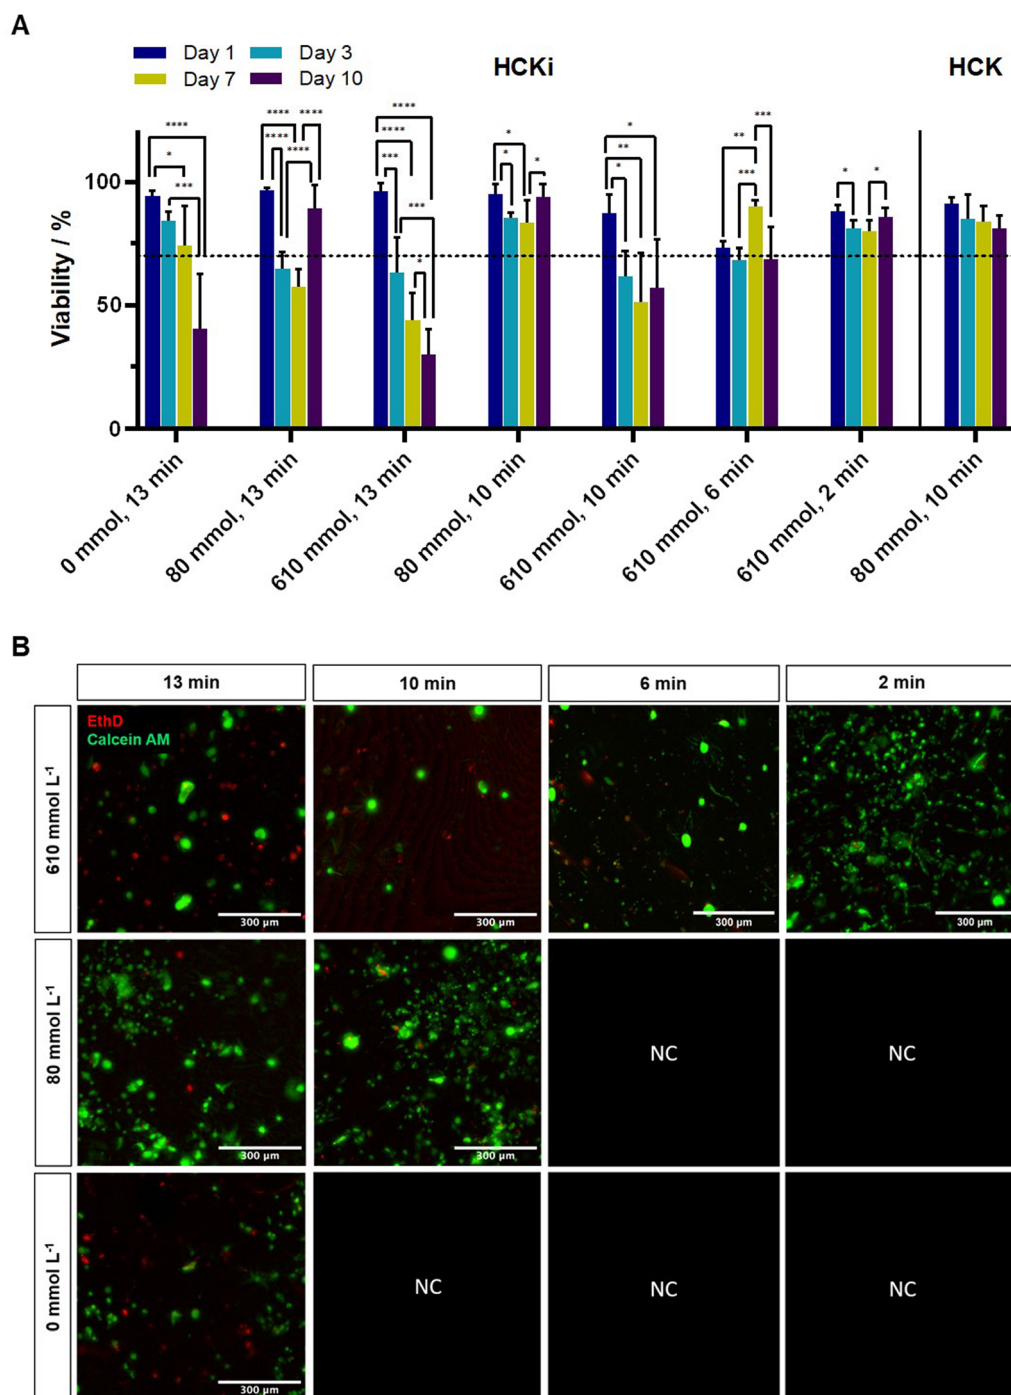 A
Day 1
Day 3
Day 7
Day 10
HCKi
HCK
****
*
***
****
****
****
****
****
****
***
***
*
*
*
*
*
**
*
**
***
***
*
*
Viability / %
100
50
0
0 mmol, 13 min
80 mmol, 13 min
610 mmol, 13 min
80 mmol, 10 min
610 mmol, 10 min
610 mmol, 6 min
610 mmol, 2 min
80 mmol, 10 min
B
13 min
10 min
6 min
2 min
610 mmol L-1
EthD
Calcein AM
300 µm
300 µm
300 µm
300 µm
80 mmol L-1
300 µm
300 µm
NC
NC
0 mmol L-1
300 µm
NC
NC
NC